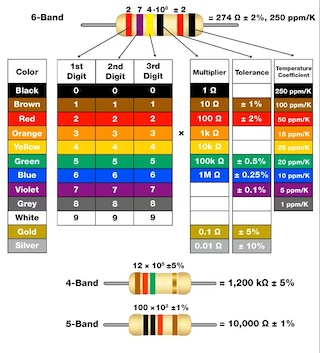 2 7 4·10⁰ ± 2
6-Band = 274 Ω ± 2%, 250 ppm/K
Color 1st Digit 2nd Digit 3rd Digit Multiplier Tolerance Temperature Coefficient
Black 0 0 0 1 Ω 250 ppm/K
Brown 1 1 1 10 Ω ± 1% 100 ppm/K
Red 2 2 2 100 Ω ± 2% 50 ppm/K
Orange 3 3 3 1k Ω 15 ppm/K
Yellow 4 4 4 × 10k Ω 25 ppm/K
Green 5 5 5 100k Ω ± 0.5% 20 ppm/K
Blue 6 6 6 1M Ω ± 0.25% 10 ppm/K
Violet 7 7 7 ± 0.1% 5 ppm/K
Grey 8 8 8 1 ppm/K
White 9 9 9
Gold 0.1 Ω ± 5%
Silver 0.01 Ω ± 10%
12 × 10⁵ ±5%
4-Band = 1,200 kΩ ± 5%
100 × 10² ± 1%
5-Band = 10,000 Ω ± 1%